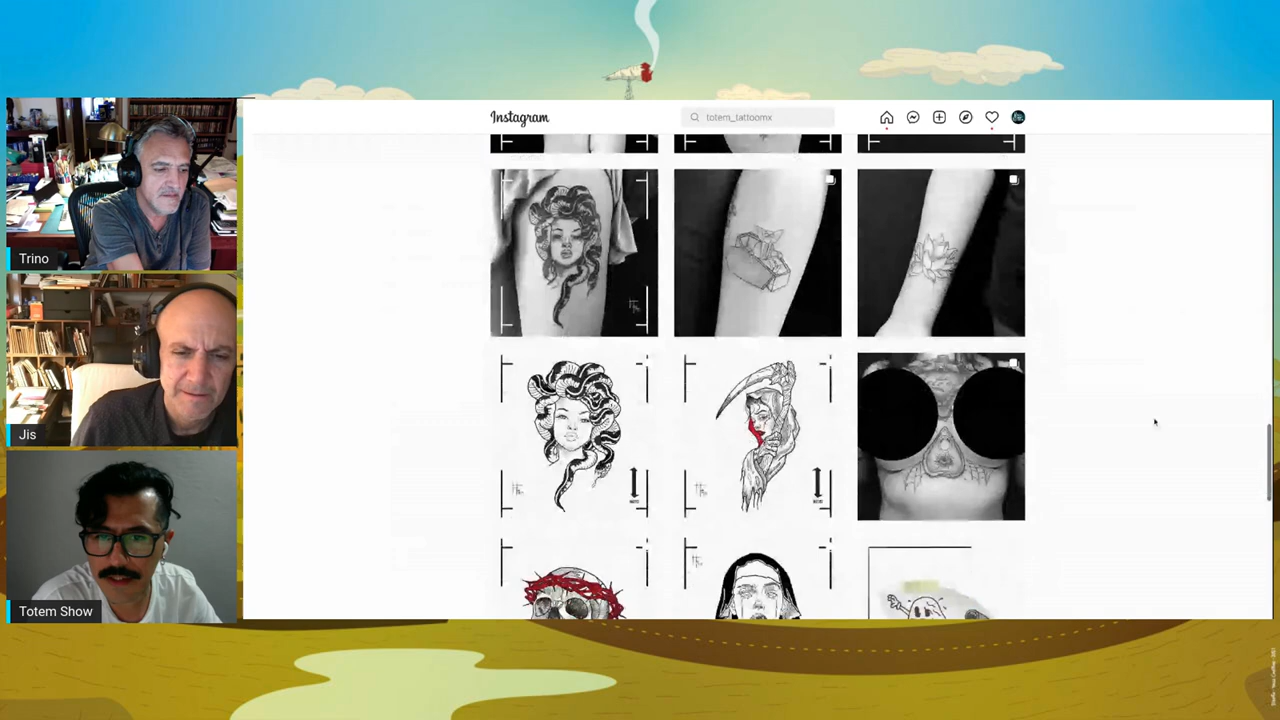 Instagram
totem_tattoomx
Trino
Jis
Totem Show